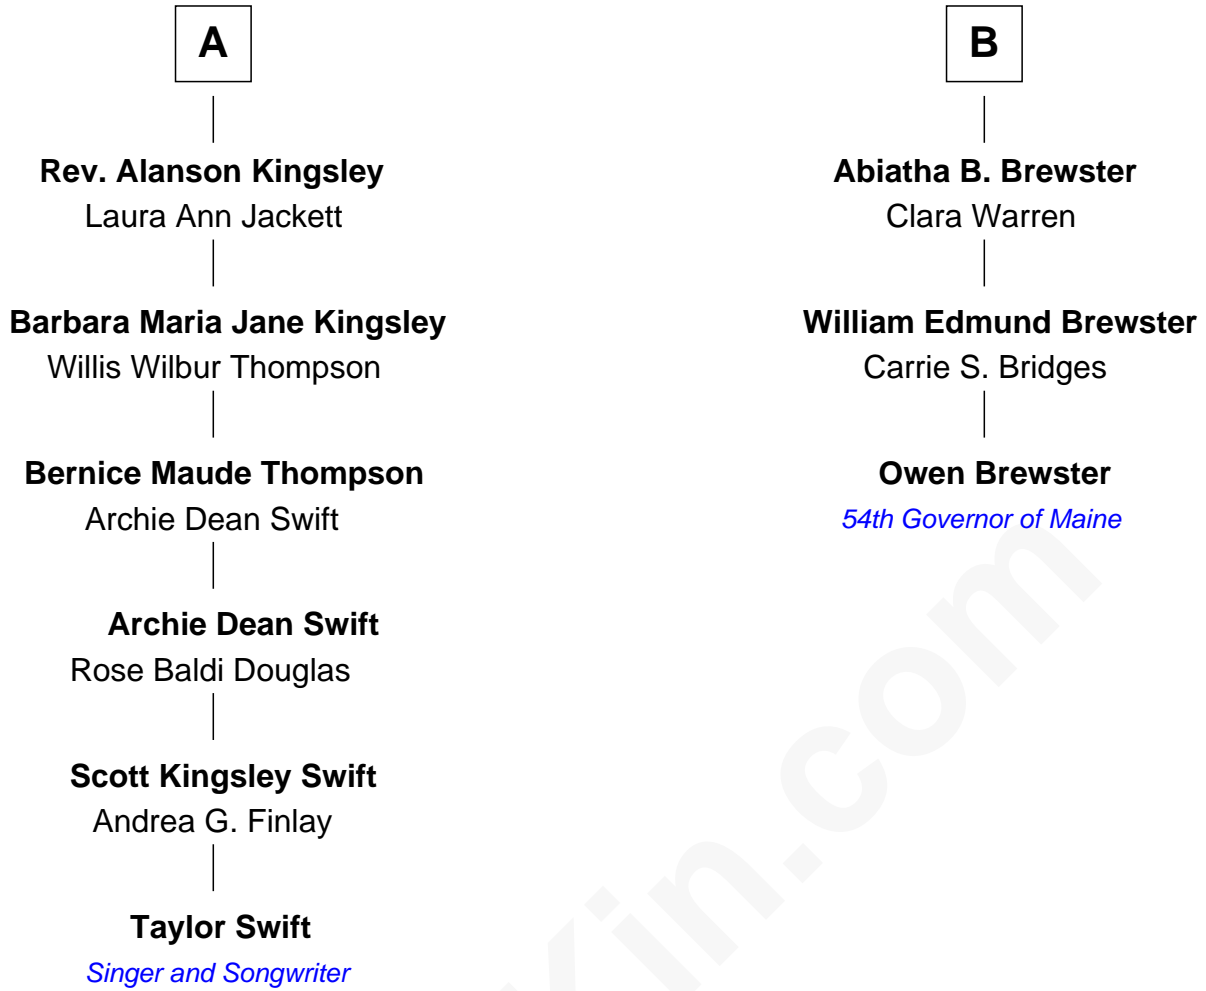 A
Rev. Alanson Kingsley
Laura Ann Jackett
Barbara Maria Jane Kingsley
Willis Wilbur Thompson
Bernice Maude Thompson
Archie Dean Swift
Archie Dean Swift
Rose Baldi Douglas
Scott Kingsley Swift
Andrea G. Finlay
Taylor Swift
Singer and Songwriter
B
Abiatha B. Brewster
Clara Warren
William Edmund Brewster
Carrie S. Bridges
Owen Brewster
54th Governor of Maine
Kin.com